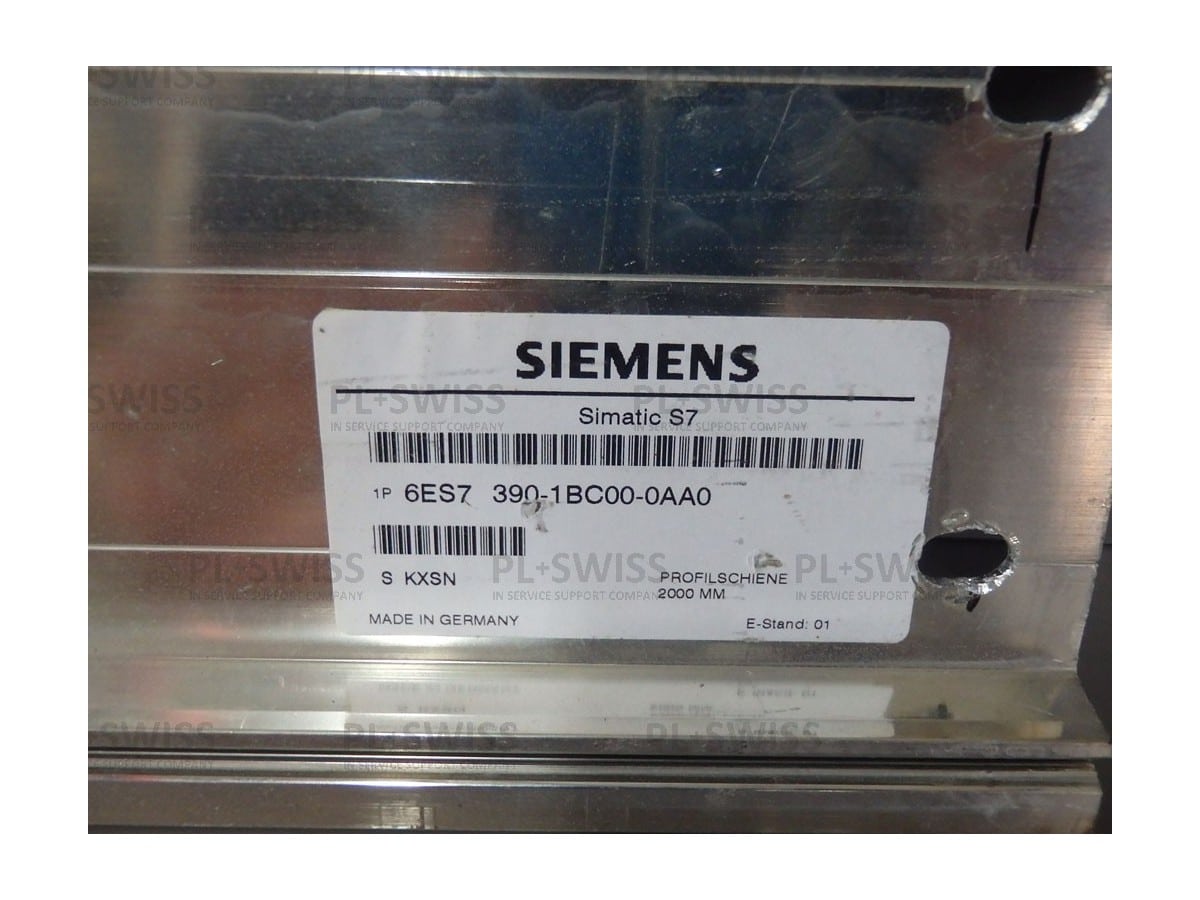 PL+SWISS
IN SERVICE SUPPORT COMPANY
SIEMENS
Simatic S7
1P 6ES7 390-1BC00-0AA0
S KXSN
PROFILSCHIENE
2000 MM
MADE IN GERMANY
E-Stand: 01